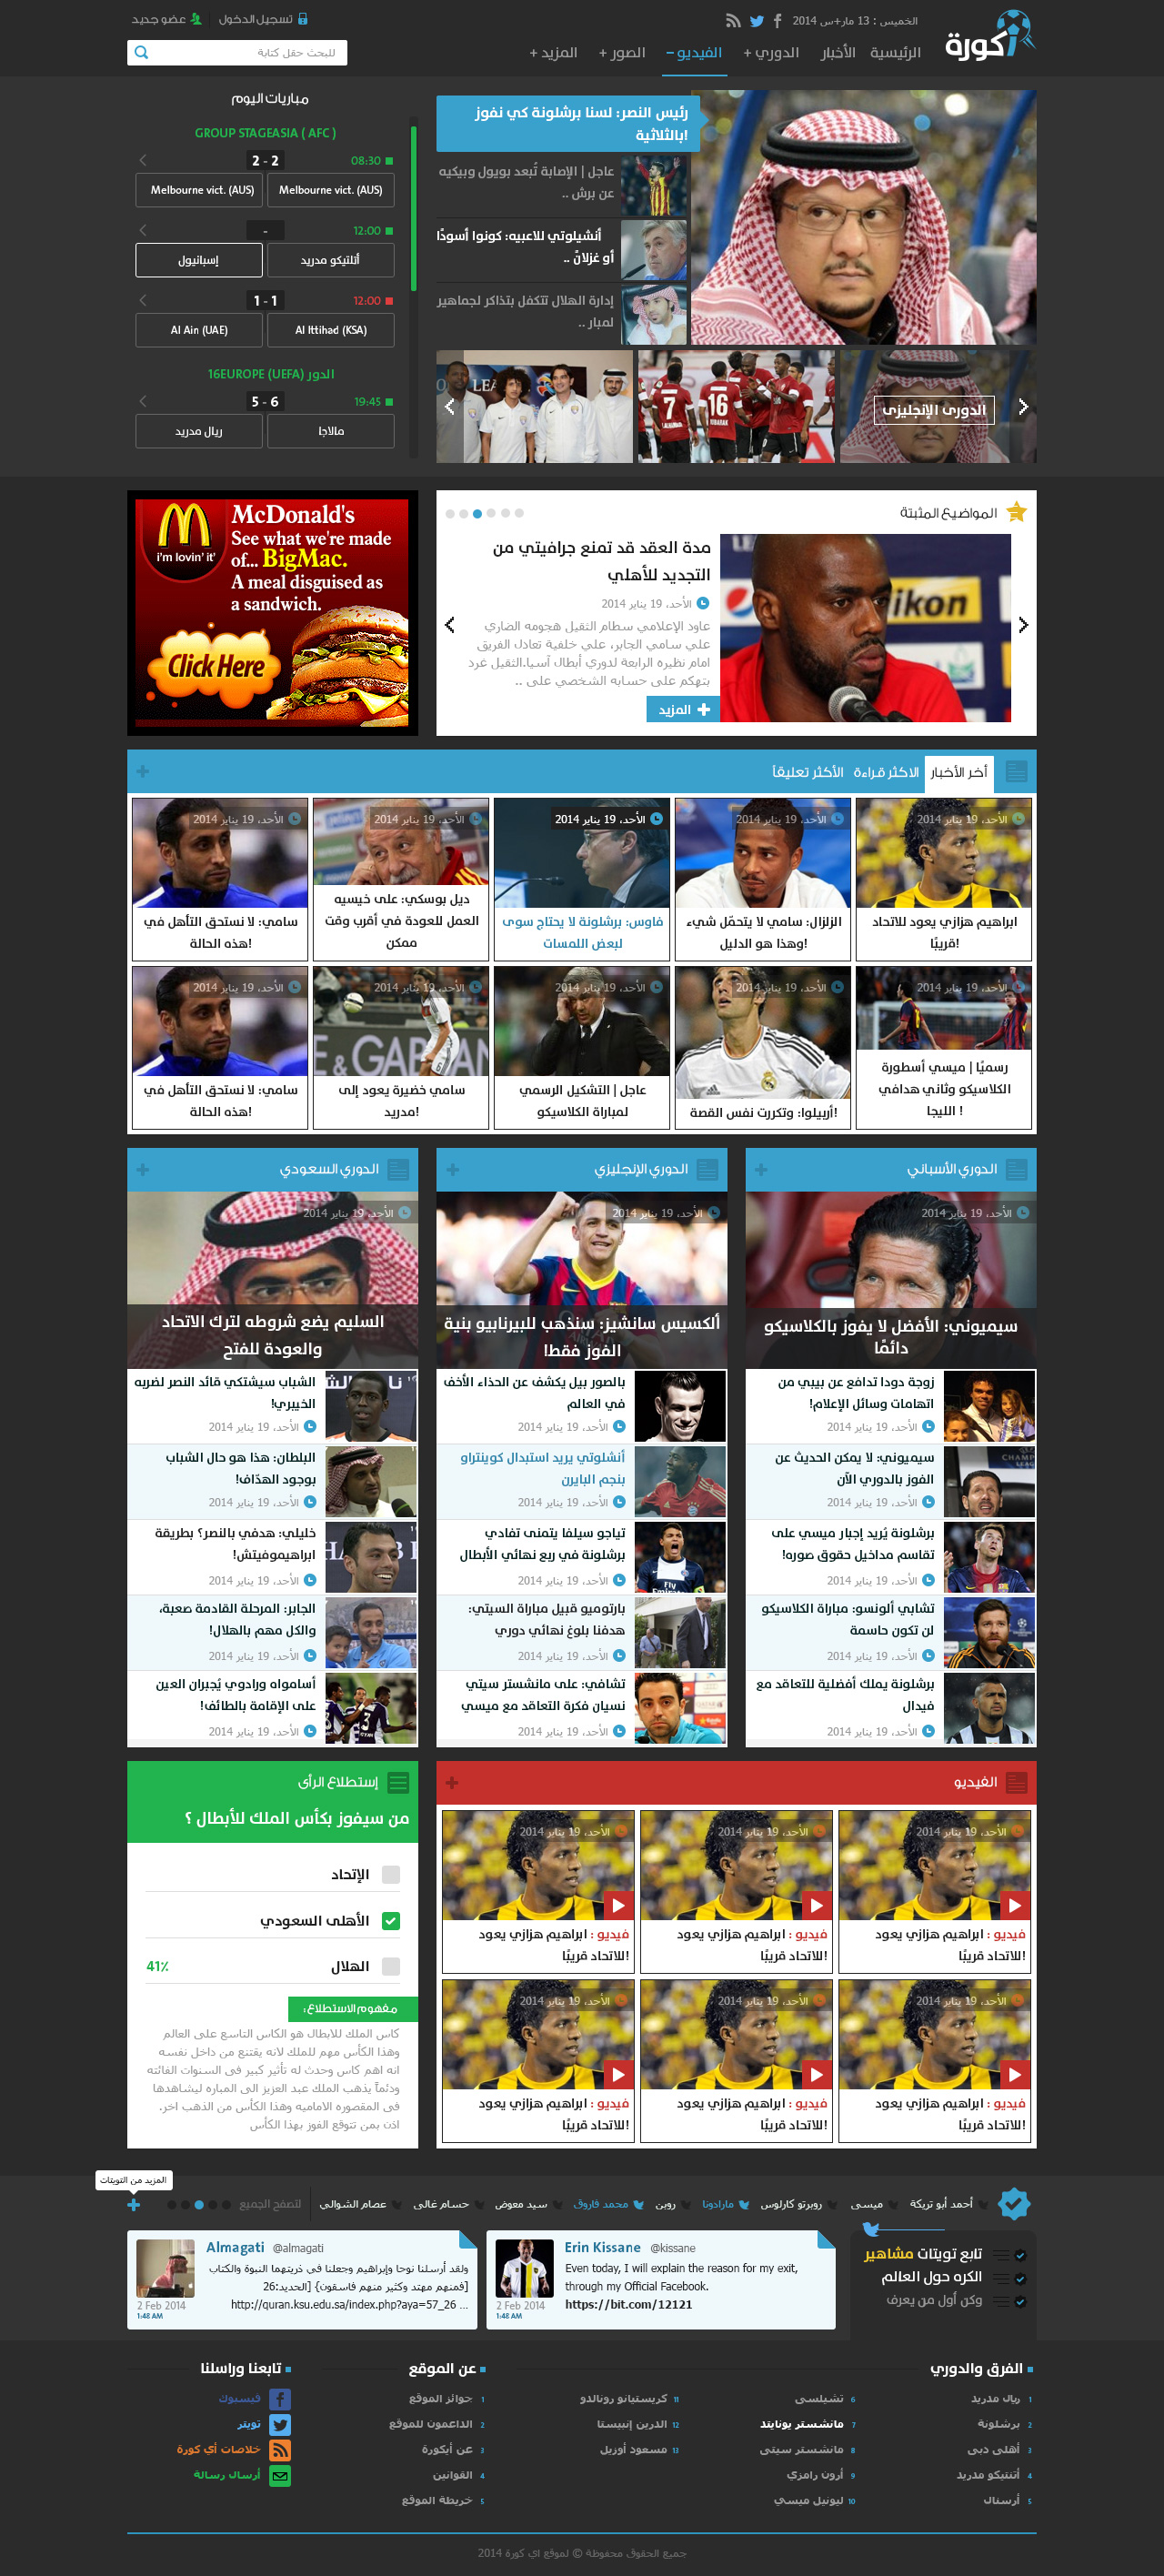 كورة
الخميس : 13 مارس 2014
تسجيل الدخول
عضو جديد
الرئيسية
الأخبار
الدوري +
الفيديو −
الصور +
المزيد +
للبحث حقل كتابة
رئيس النصر: لسنا برشلونة كي نفوز
بالثلاثية!
عاجل | الإصابة تُبعد بويول وبيكيه
عن برش ..
أنشيلوتي للاعبيه: كونوا أسودًا
أو غزلانً ..
إدارة الهلال تتكفل بتذاكر لجماهير
لمبار ..
الدورى الإنجليزى
مباريات اليوم
GROUP STAGEASIA ( AFC )
08:30
2 - 2
Melbourne vict. (AUS)
Melbourne vict. (AUS)
12:00
-
أتلتيكو مدريد
إسبانيول
12:00
1 - 1
Al Ittihad (KSA)
Al Ain (UAE)
الدور 16EUROPE (UEFA)
19:45
5 - 6
مالاجا
ريال مدريد
المواضيع المثبتة
مدة العقد قد تمنع جرافيتي من
التجديد للأهلي
الأحد، 19 يناير 2014
عاود الإعلامي سطام الثقيل هجومه الضاري
علي سامي الجابر، علي خلفية تعادل الفريق
امام نظيرة الرابعة لدوري أبطال آسيا.الثقيل غرد
بتهكم على حسابه الشخصي على ..
المزيد
McDonald's
See what we're made
of... BigMac.
A meal disguised as
a sandwich.
i'm lovin' it
Click Here
أخر الأخبار
الاكثر قراءة
الأكثر تعليقاً
الأحد، 19 يناير 2014
ابراهيم هزازي يعود للاتحاد
قريبًا!
الأحد، 19 يناير 2014
الزلزال: سامي لا يتحمّل شيء
وهذا هو الدليل!
الأحد، 19 يناير 2014
فاوس: برشلونة لا يحتاج سوى
لبعض اللمسات
الأحد، 19 يناير 2014
ديل بوسكي: على خيسيه
العمل للعودة في أقرب وقت
ممكن
الأحد، 19 يناير 2014
سامي: لا نستحق التأهل في
هذه الحالة!
الأحد، 19 يناير 2014
رسميًا | ميسي أسطورة
الكلاسيكو وثاني هدافي
الليجا !
الأحد، 19 يناير 2014
أربيلوا: وتكررت نفس القصة!
الأحد، 19 يناير 2014
عاجل | التشكيل الرسمي
لمباراة الكلاسيكو
الأحد، 19 يناير 2014
سامي خضيرة يعود إلى
مدريد!
الأحد، 19 يناير 2014
سامي: لا نستحق التأهل في
هذه الحالة!
الدوري الأسباني
الأحد، 19 يناير 2014
سيميوني: الأفضل لا يفوز بالكلاسيكو
دائمًا
زوجة دودا تدافع عن بيبي من
اتهامات وسائل الإعلام!
الأحد، 19 يناير 2014
سيميوني: لا يمكن الحديث عن
الفوز بالدوري الآن
الأحد، 19 يناير 2014
برشلونة يُريد إجبار ميسي على
تقاسم مداخيل حقوق صوره!
الأحد، 19 يناير 2014
تشابي ألونسو: مباراة الكلاسيكو
لن تكون حاسمة
الأحد، 19 يناير 2014
برشلونة يملك أفضلية للتعاقد مع
فيدال
الأحد، 19 يناير 2014
الدوري الإنجليزي
الأحد، 19 يناير 2014
ألكسيس سانشيز: سنذهب للبيرنابيو بنية
الفوز فقط!
بالصور بيل يكشف عن الحذاء الأخف
في العالم
الأحد، 19 يناير 2014
أنشلوتي يريد استبدال كوينتراو
بنجم البايرن
الأحد، 19 يناير 2014
تياجو سيلفا يتمنى تفادي
برشلونة في ربع نهائي الأبطال
الأحد، 19 يناير 2014
بارتوميو قبيل مباراة السيتي:
هدفنا بلوغ نهائي دوري
الأحد، 19 يناير 2014
تشافي: على مانشستر سيتي
نسيان فكرة التعاقد مع ميسي
الأحد، 19 يناير 2014
الدوري السعودي
الأحد، 19 يناير 2014
السليم يضع شروطه لترك الاتحاد
والعودة للفتح
الشباب سيشتكي قائد النصر لضربه
الخيبري!
الأحد، 19 يناير 2014
البلطان: هذا هو حال الشباب
بوجود الهدّاف!
الأحد، 19 يناير 2014
خليلي: هدفي بالنصر؟ بطريقة
ابراهيموفيتش!
الأحد، 19 يناير 2014
الجابر: المرحلة القادمة صعبة،
والكل مهم بالهلال!
الأحد، 19 يناير 2014
أسامواه ورادوي يُجبران العين
على الإقامة بالطائف!
الأحد، 19 يناير 2014
الفيديو
الأحد، 19 يناير 2014
فيديو : ابراهيم هزازي يعود
للاتحاد قريبًا!
الأحد، 19 يناير 2014
فيديو : ابراهيم هزازي يعود
للاتحاد قريبًا!
الأحد، 19 يناير 2014
فيديو : ابراهيم هزازي يعود
للاتحاد قريبًا!
الأحد، 19 يناير 2014
فيديو : ابراهيم هزازي يعود
للاتحاد قريبًا!
الأحد، 19 يناير 2014
فيديو : ابراهيم هزازي يعود
للاتحاد قريبًا!
الأحد، 19 يناير 2014
فيديو : ابراهيم هزازي يعود
للاتحاد قريبًا!
إستطلاع الرأى
من سيفوز بكأس الملك للأبطال ؟
الإتحاد
الأهلى السعودي
الهلال
41٪
مفهوم الاستطلاع :
كاس الملك للابطال هو الكاس التاسع على العالم
وهذا الكأس مهم للملك لانه يقتنع من داخل نفسه
انه اهم كاس وحدث له تأثير كبير فى السنوات الفائته
ودئماً يذهب الملك عبد العزيز الى المباره ليشاهدها
فى المقصوره الاماميه وهذا الكأس من الذهب اخر.
اذن بمن تتوقع الفوز بهذا الكأس
المزيد من التويتات
أحمد أبو تريكة
ميسى
روبرتو كارلوس
مارادونا
روبن
محمد فاروق
سيد معوض
حسام غالى
عصام الشوالي
لتصفح الجميع
تابع تويتات مشاهير
الكره حول العالم
وكن أول من يعرف
Erin Kissane @kissane
Even today, I will explain the reason for my exit,
through my Official Facebook.
https://bit.com/12121
2 Feb 2014
1:48 AM
Almagati @almagati
ولقد أرسلنا نوحا وإبراهيم وجعلنا في ذريتهما النبوة والكتاب
فمنهم مهتد وكثير منهم فاسقون} [الحديد:26]
http://quran.ksu.edu.sa/index.php?aya=57_26 ...
2 Feb 2014
1:48 AM
الفرق والدوري
1 ريال مدريد
2 برشلونة
3 أهلى دبى
4 أتنتيكو مدريد
5 أرسنال
6 تشيلسى
7 مانشستر يونايتد
8 مانشستر سيتى
9 أرون رامزي
10 ليونيل ميسي
11 كريستيانو رونالدو
12 الدرين إنييستا
13 مسعود أوزيل
عن الموقع
1 جوائز الموقع
2 الداعمون للموقع
3 عن أيكورة
4 القوانين
5 خريطة الموقع
تابعنا وراسلنا
فيسبوك
تويتر
خلاصات أي كورة
أرسال رسالة
جميع الحقوق محفوظة © لموقع اي كورة 2014